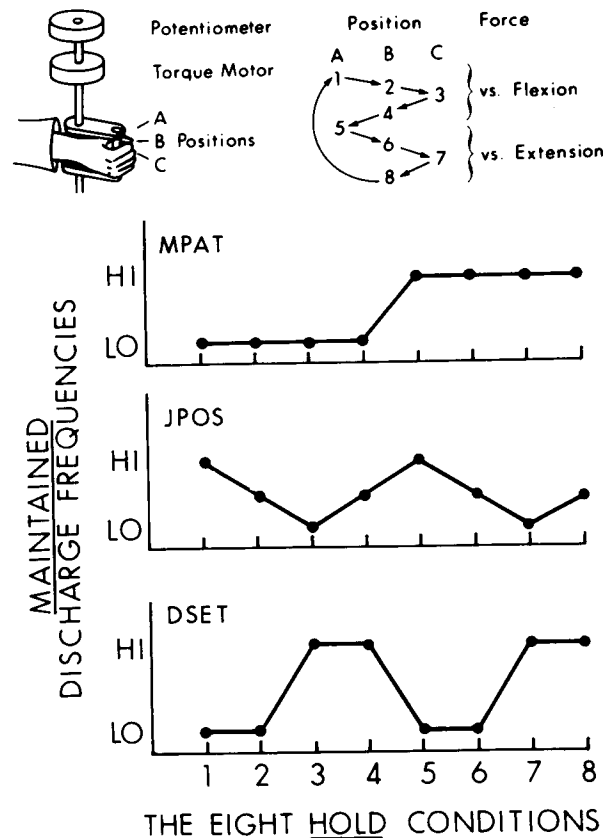 Potentiometer
Torque Motor
A
B Positions
C
Position Force
A B C
1 2 3 vs. Flexion
4
5
6 7 vs. Extension
8
MAINTAINED
DISCHARGE FREQUENCIES
MPAT
HI
LO
JPOS
HI
LO
DSET
HI
LO
1 2 3 4 5 6 7 8
THE EIGHT HOLD CONDITIONS